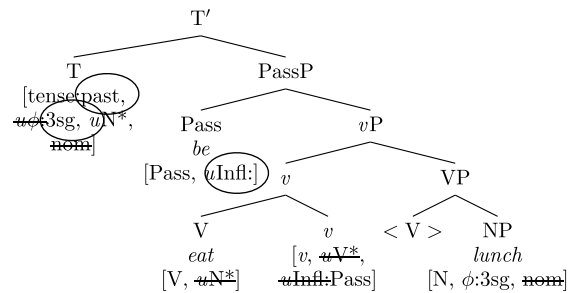 T′
T PassP
[tense:past,
uϕ:3sg, uN*,
nom]
Pass vP
be
[Pass, uInfl:]
v VP
V v < V > NP
eat [v, uV*, lunch
[V, uN*] uInfl:Pass] [N, ϕ:3sg, nom]